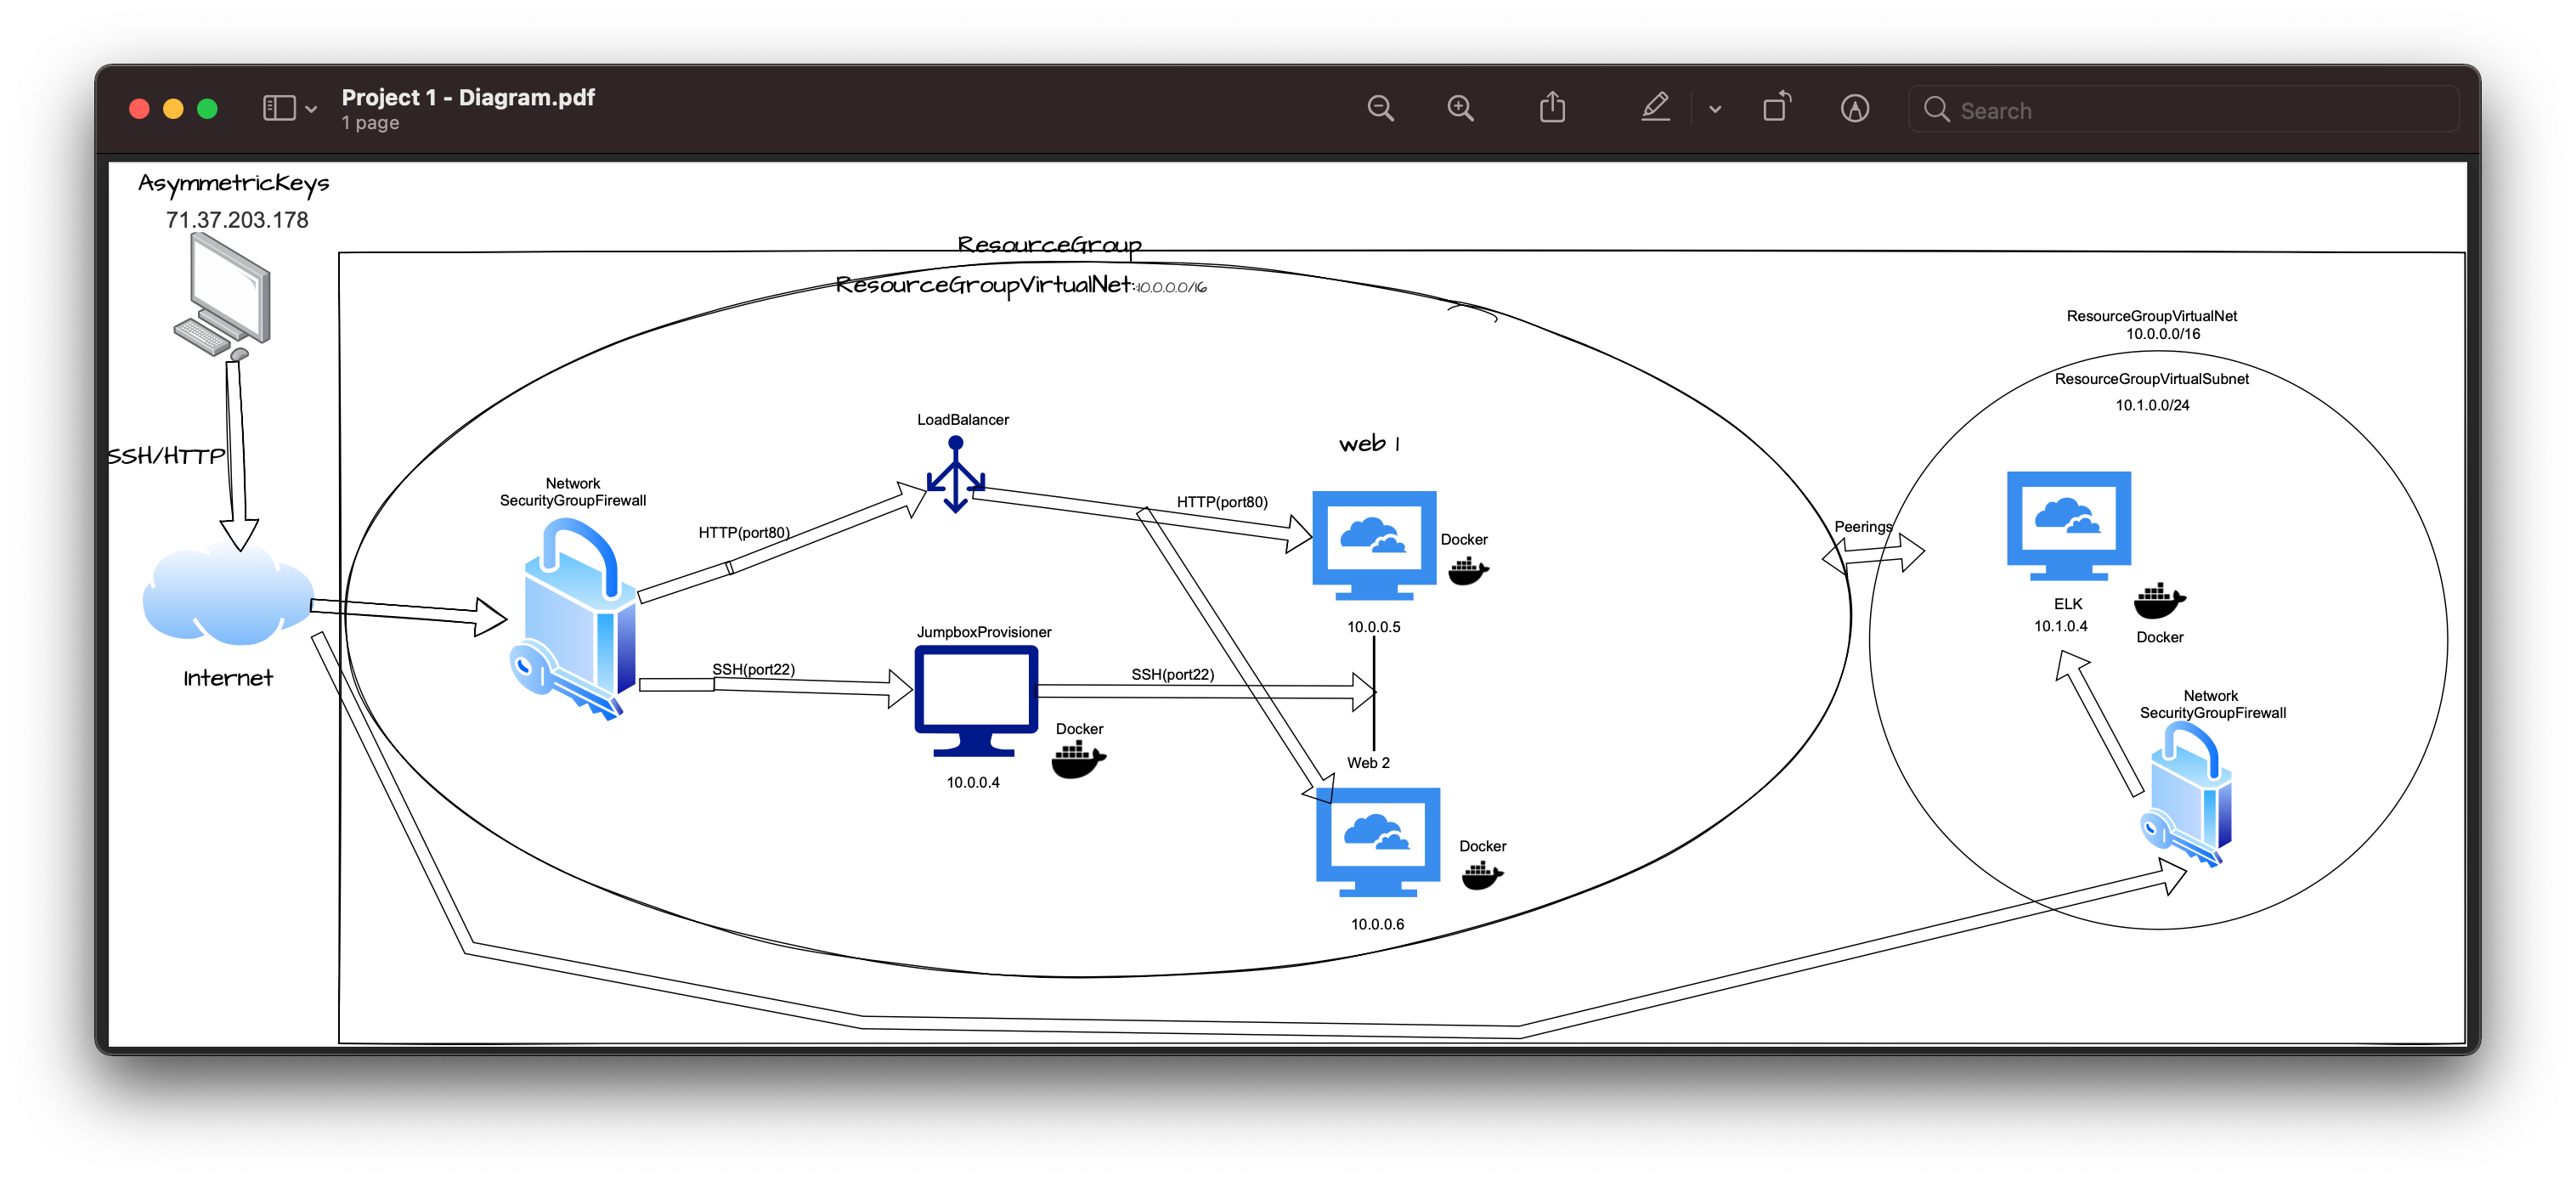 Project 1 - Diagram.pdf
1 page
Search
AsymmetricKeys
71.37.203.178
SSH/HTTP
Internet
ResourceGroup
ResourceGroupVirtualNet:10.0.0.0/16
Network
SecurityGroupFirewall
HTTP(port80)
LoadBalancer
HTTP(port80)
web 1
Docker
10.0.0.5
SSH(port22)
JumpboxProvisioner
Docker
10.0.0.4
SSH(port22)
Web 2
Docker
10.0.0.6
Peerings
ResourceGroupVirtualNet
10.0.0.0/16
ResourceGroupVirtualSubnet
10.1.0.0/24
ELK
10.1.0.4
Docker
Network
SecurityGroupFirewall